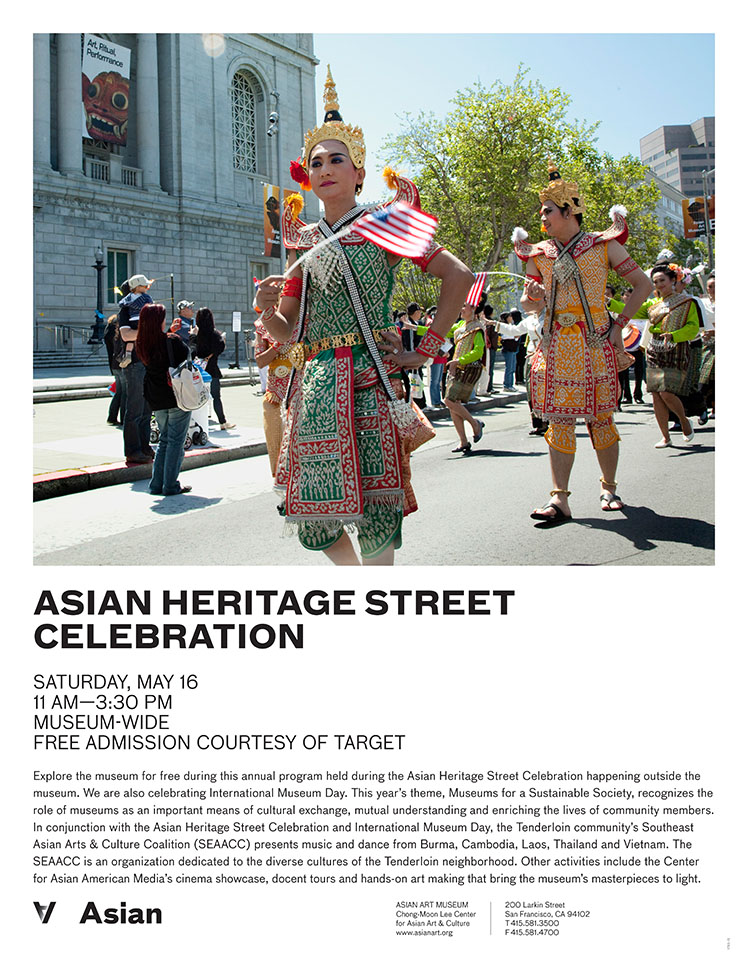 Art, Ritual,
Performance
ASIAN HERITAGE STREET
CELEBRATION
SATURDAY, MAY 16
11 AM—3:30 PM
MUSEUM-WIDE
FREE ADMISSION COURTESY OF TARGET
Explore the museum for free during this annual program held during the Asian Heritage Street Celebration happening outside the
museum. We are also celebrating International Museum Day. This year's theme, Museums for a Sustainable Society, recognizes the
role of museums as an important means of cultural exchange, mutual understanding and enriching the lives of community members.
In conjunction with the Asian Heritage Street Celebration and International Museum Day, the Tenderloin community's Southeast
Asian Arts & Culture Coalition (SEAACC) presents music and dance from Burma, Cambodia, Laos, Thailand and Vietnam. The
SEAACC is an organization dedicated to the diverse cultures of the Tenderloin neighborhood. Other activities include the Center
for Asian American Media's cinema showcase, docent tours and hands-on art making that bring the museum's masterpieces to light.
Asian
ASIAN ART MUSEUM
Chong-Moon Lee Center
for Asian Art & Culture
www.asianart.org
200 Larkin Street
San Francisco, CA 94102
T 415.581.3500
F 415.581.4700